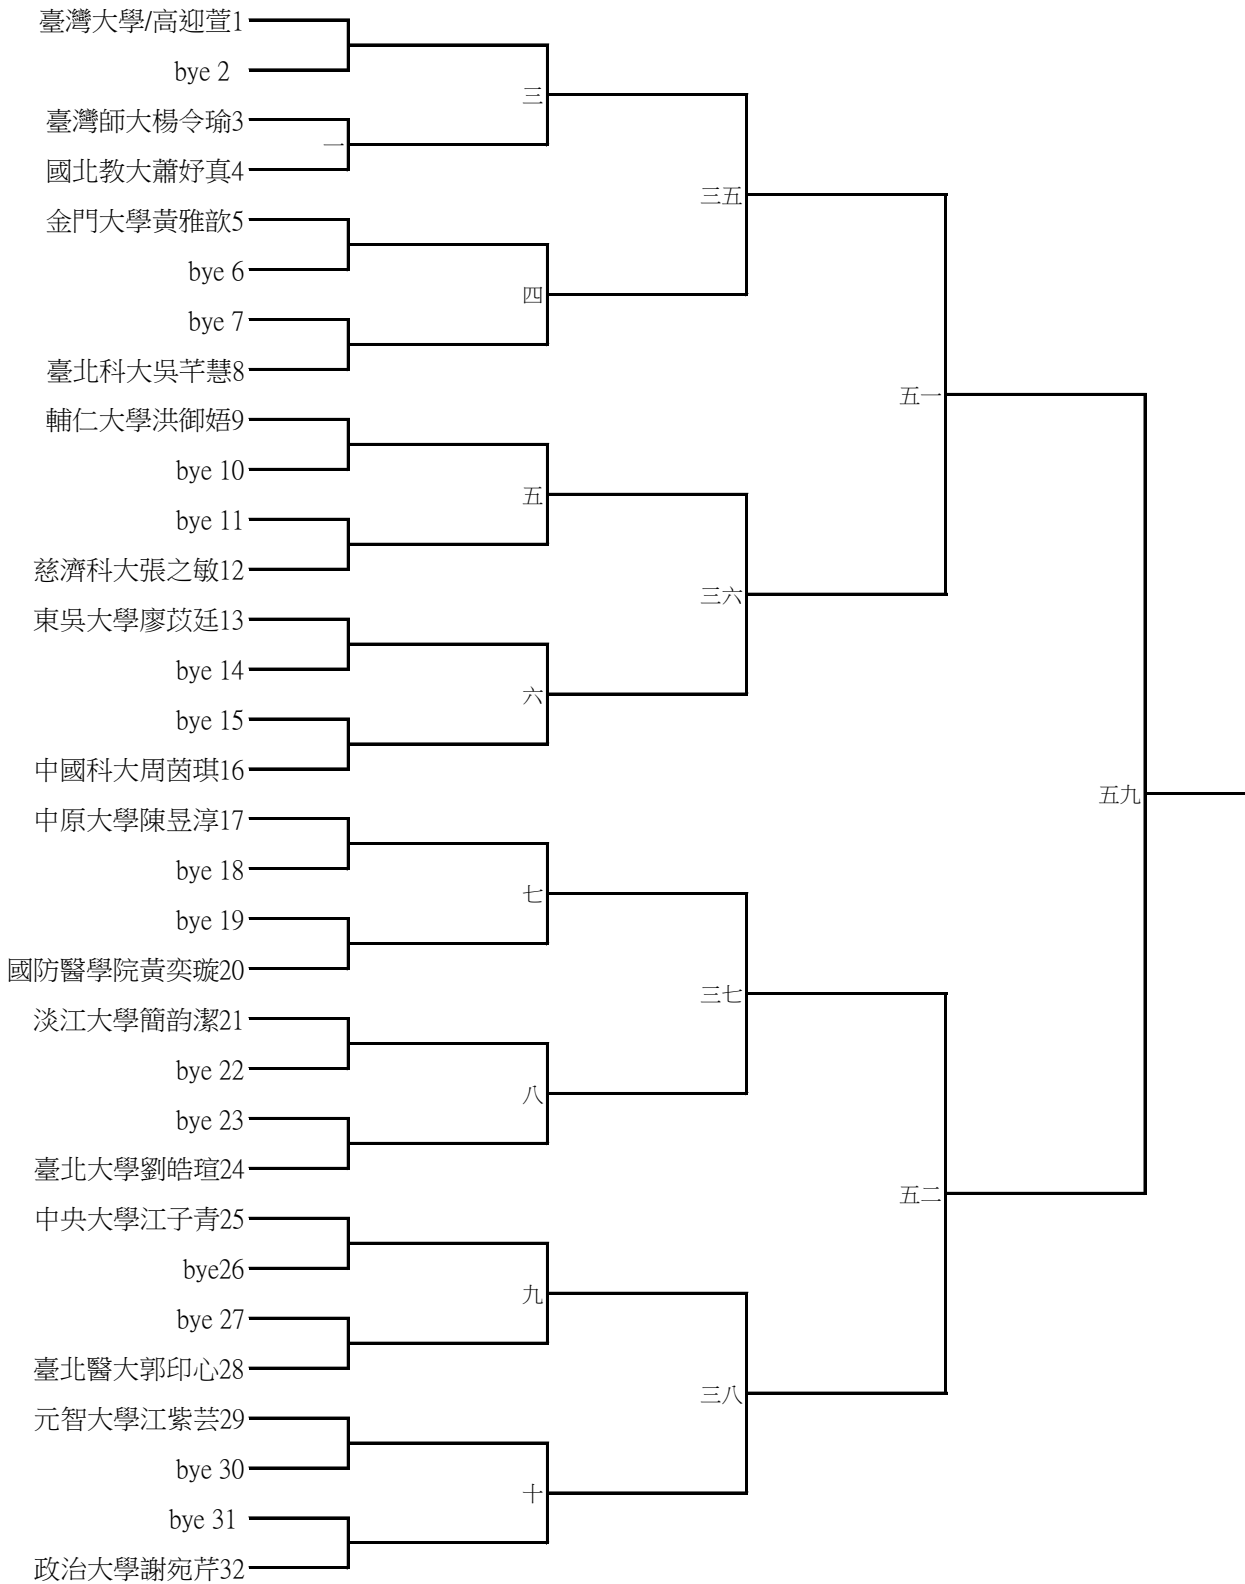 臺灣大學/高迎萱1
bye 2
三
臺灣師大楊令瑜3
一
國北教大蕭妤真4
三五
金門大學黃雅歆5
bye 6
四
bye 7
臺北科大吳芊慧8
五一
輔仁大學洪御娪9
bye 10
五
bye 11
慈濟科大張之敏12
三六
東吳大學廖苡廷13
bye 14
六
bye 15
中國科大周茵琪16
五九
中原大學陳昱淳17
bye 18
七
bye 19
國防醫學院黃奕璇20
三七
淡江大學簡韵潔21
bye 22
八
bye 23
臺北大學劉皓瑄24
五二
中央大學江子青25
bye26
九
bye 27
臺北醫大郭印心28
三八
元智大學江紫芸29
bye 30
十
bye 31
政治大學謝宛芹32